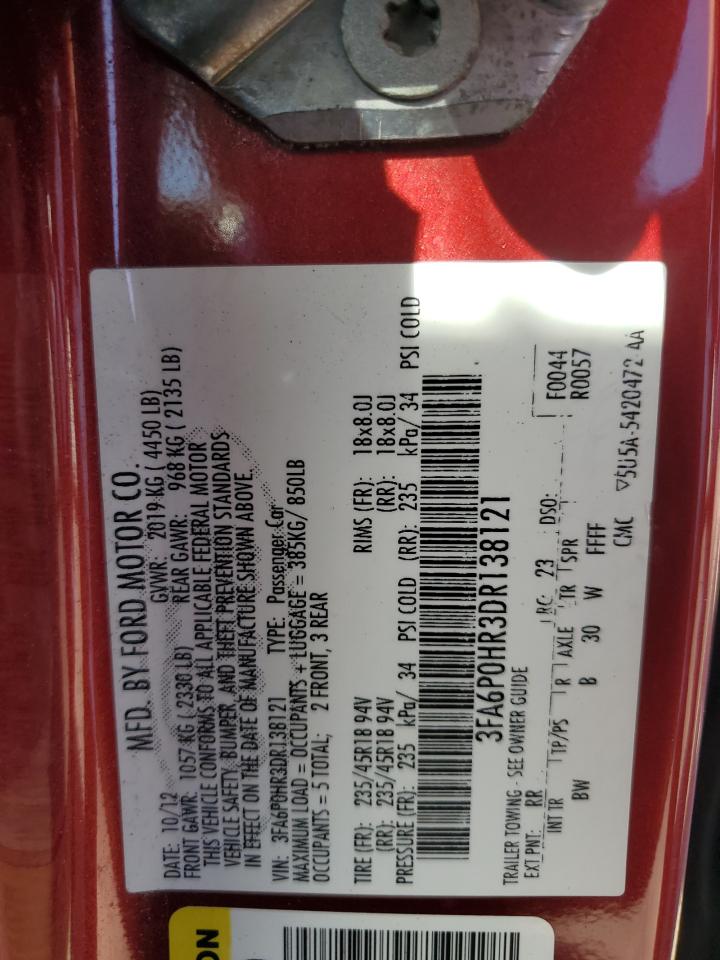 MFD. BY FORD MOTOR CO.
DATE: 10/12 GVWR: 2019 KG ( 4450 LB)
FRONT GAWR: 1057 KG ( 2330 LB) REAR GAWR: 968 KG ( 2135 LB)
THIS VEHICLE CONFORMS TO ALL APPLICABLE FEDERAL MOTOR
VEHICLE SAFETY, BUMPER, AND THEFT PREVENTION STANDARDS
IN EFFECT ON THE DATE OF MANUFACTURE SHOWN ABOVE.
VIN: 3FA6P0HR3DR138121 TYPE: Passenger Car
MAXIMUM LOAD = OCCUPANTS + LUGGAGE = 385KG/ 850LB
OCCUPANTS = 5 TOTAL; 2 FRONT, 3 REAR
TIRE (FR): 235/45R18 94V RIMS (FR): 18x8.0J
(RR): 235/45R18 94V (RR): 18x8.0J
PRESSURE (FR): 235 kPa/ 34 PSI COLD (RR): 235 kPa/ 34 PSI COLD
3FA6P0HR3DR138121
TRAILER TOWING - SEE OWNER GUIDE
EXT PNT: RR RC: 23 DSO: F0044
R0057
INT TR TP/PS R AXLE TR SPR
BW B 30 W FFFF
CMC ▽5U5A-5420472 AA
ON